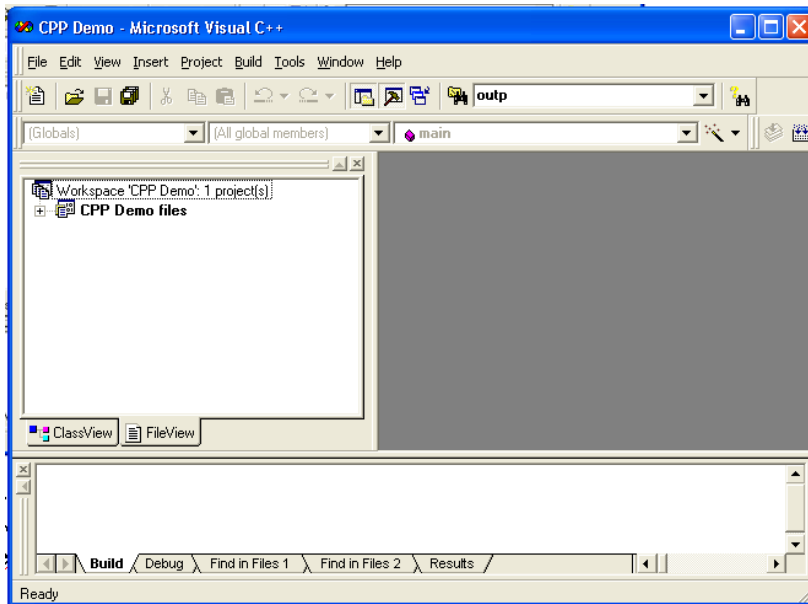 CPP Demo - Microsoft Visual C++
File Edit View Insert Project Build Tools Window Help
outp
(Globals) (All global members) main
Workspace 'CPP Demo': 1 project(s)
CPP Demo files
ClassView FileView
Build Debug Find in Files 1 Find in Files 2 Results
Ready